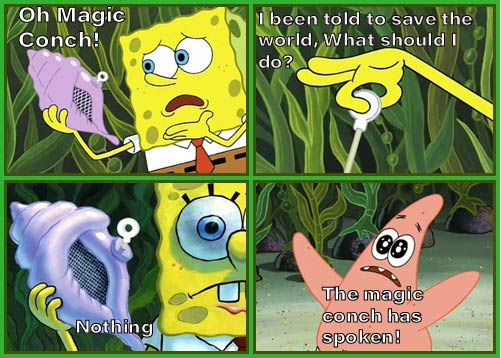 Oh Magic
Conch!
I been told to save the
world, What should I
do?
Nothing
The magic
conch has
spoken!